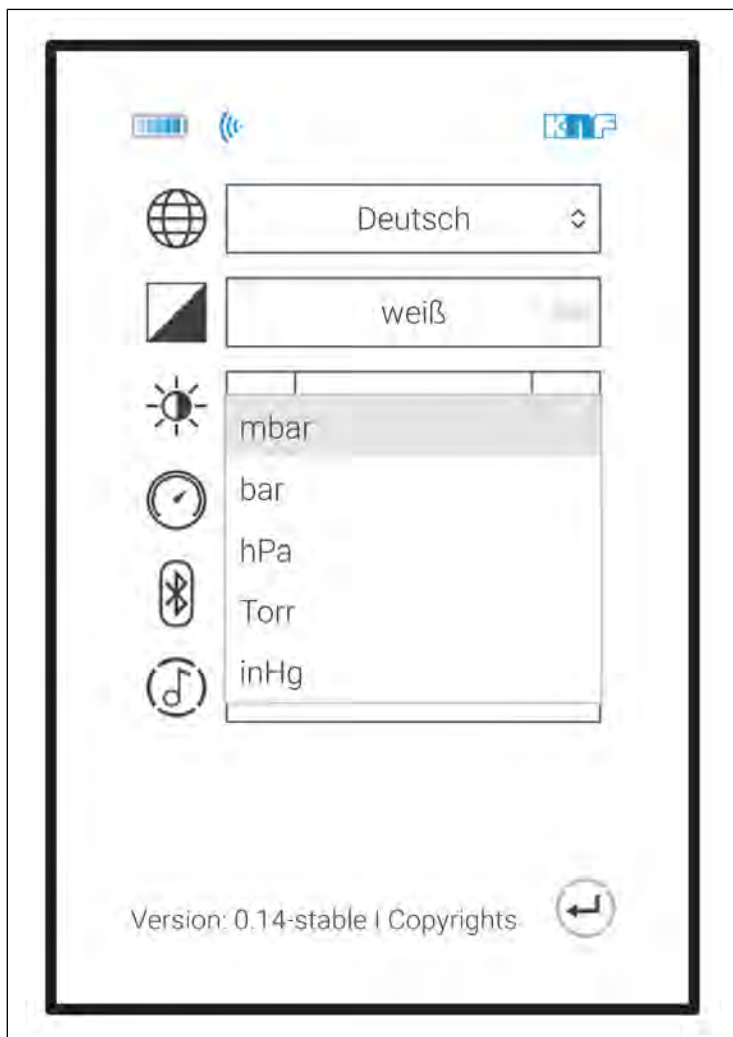 KNF
Deutsch
weiß
mbar
bar
hPa
Torr
inHg
Version: 0.14-stable | Copyrights